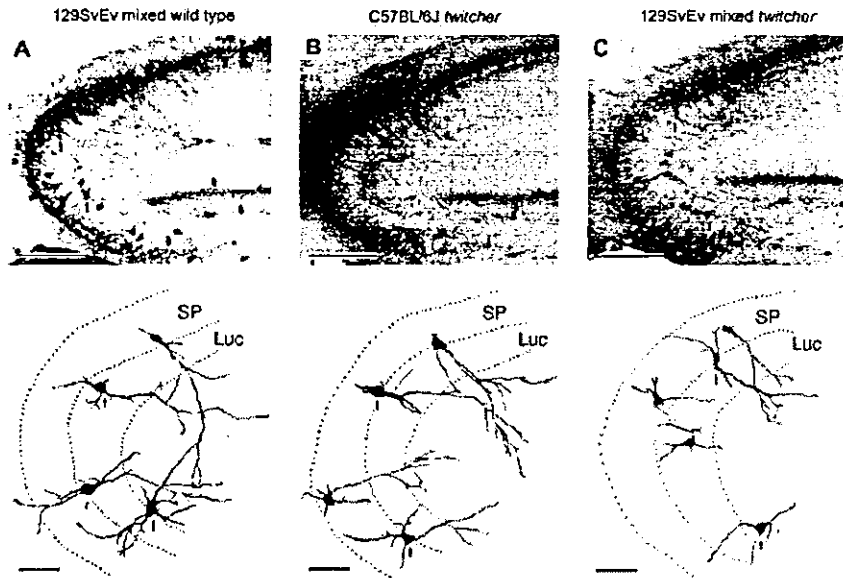 129SvEv mixed wild type
C57BL/6J twitcher
129SvEv mixed twitcher
A
B
C
SP
Luc
SP
Luc
SP
Luc